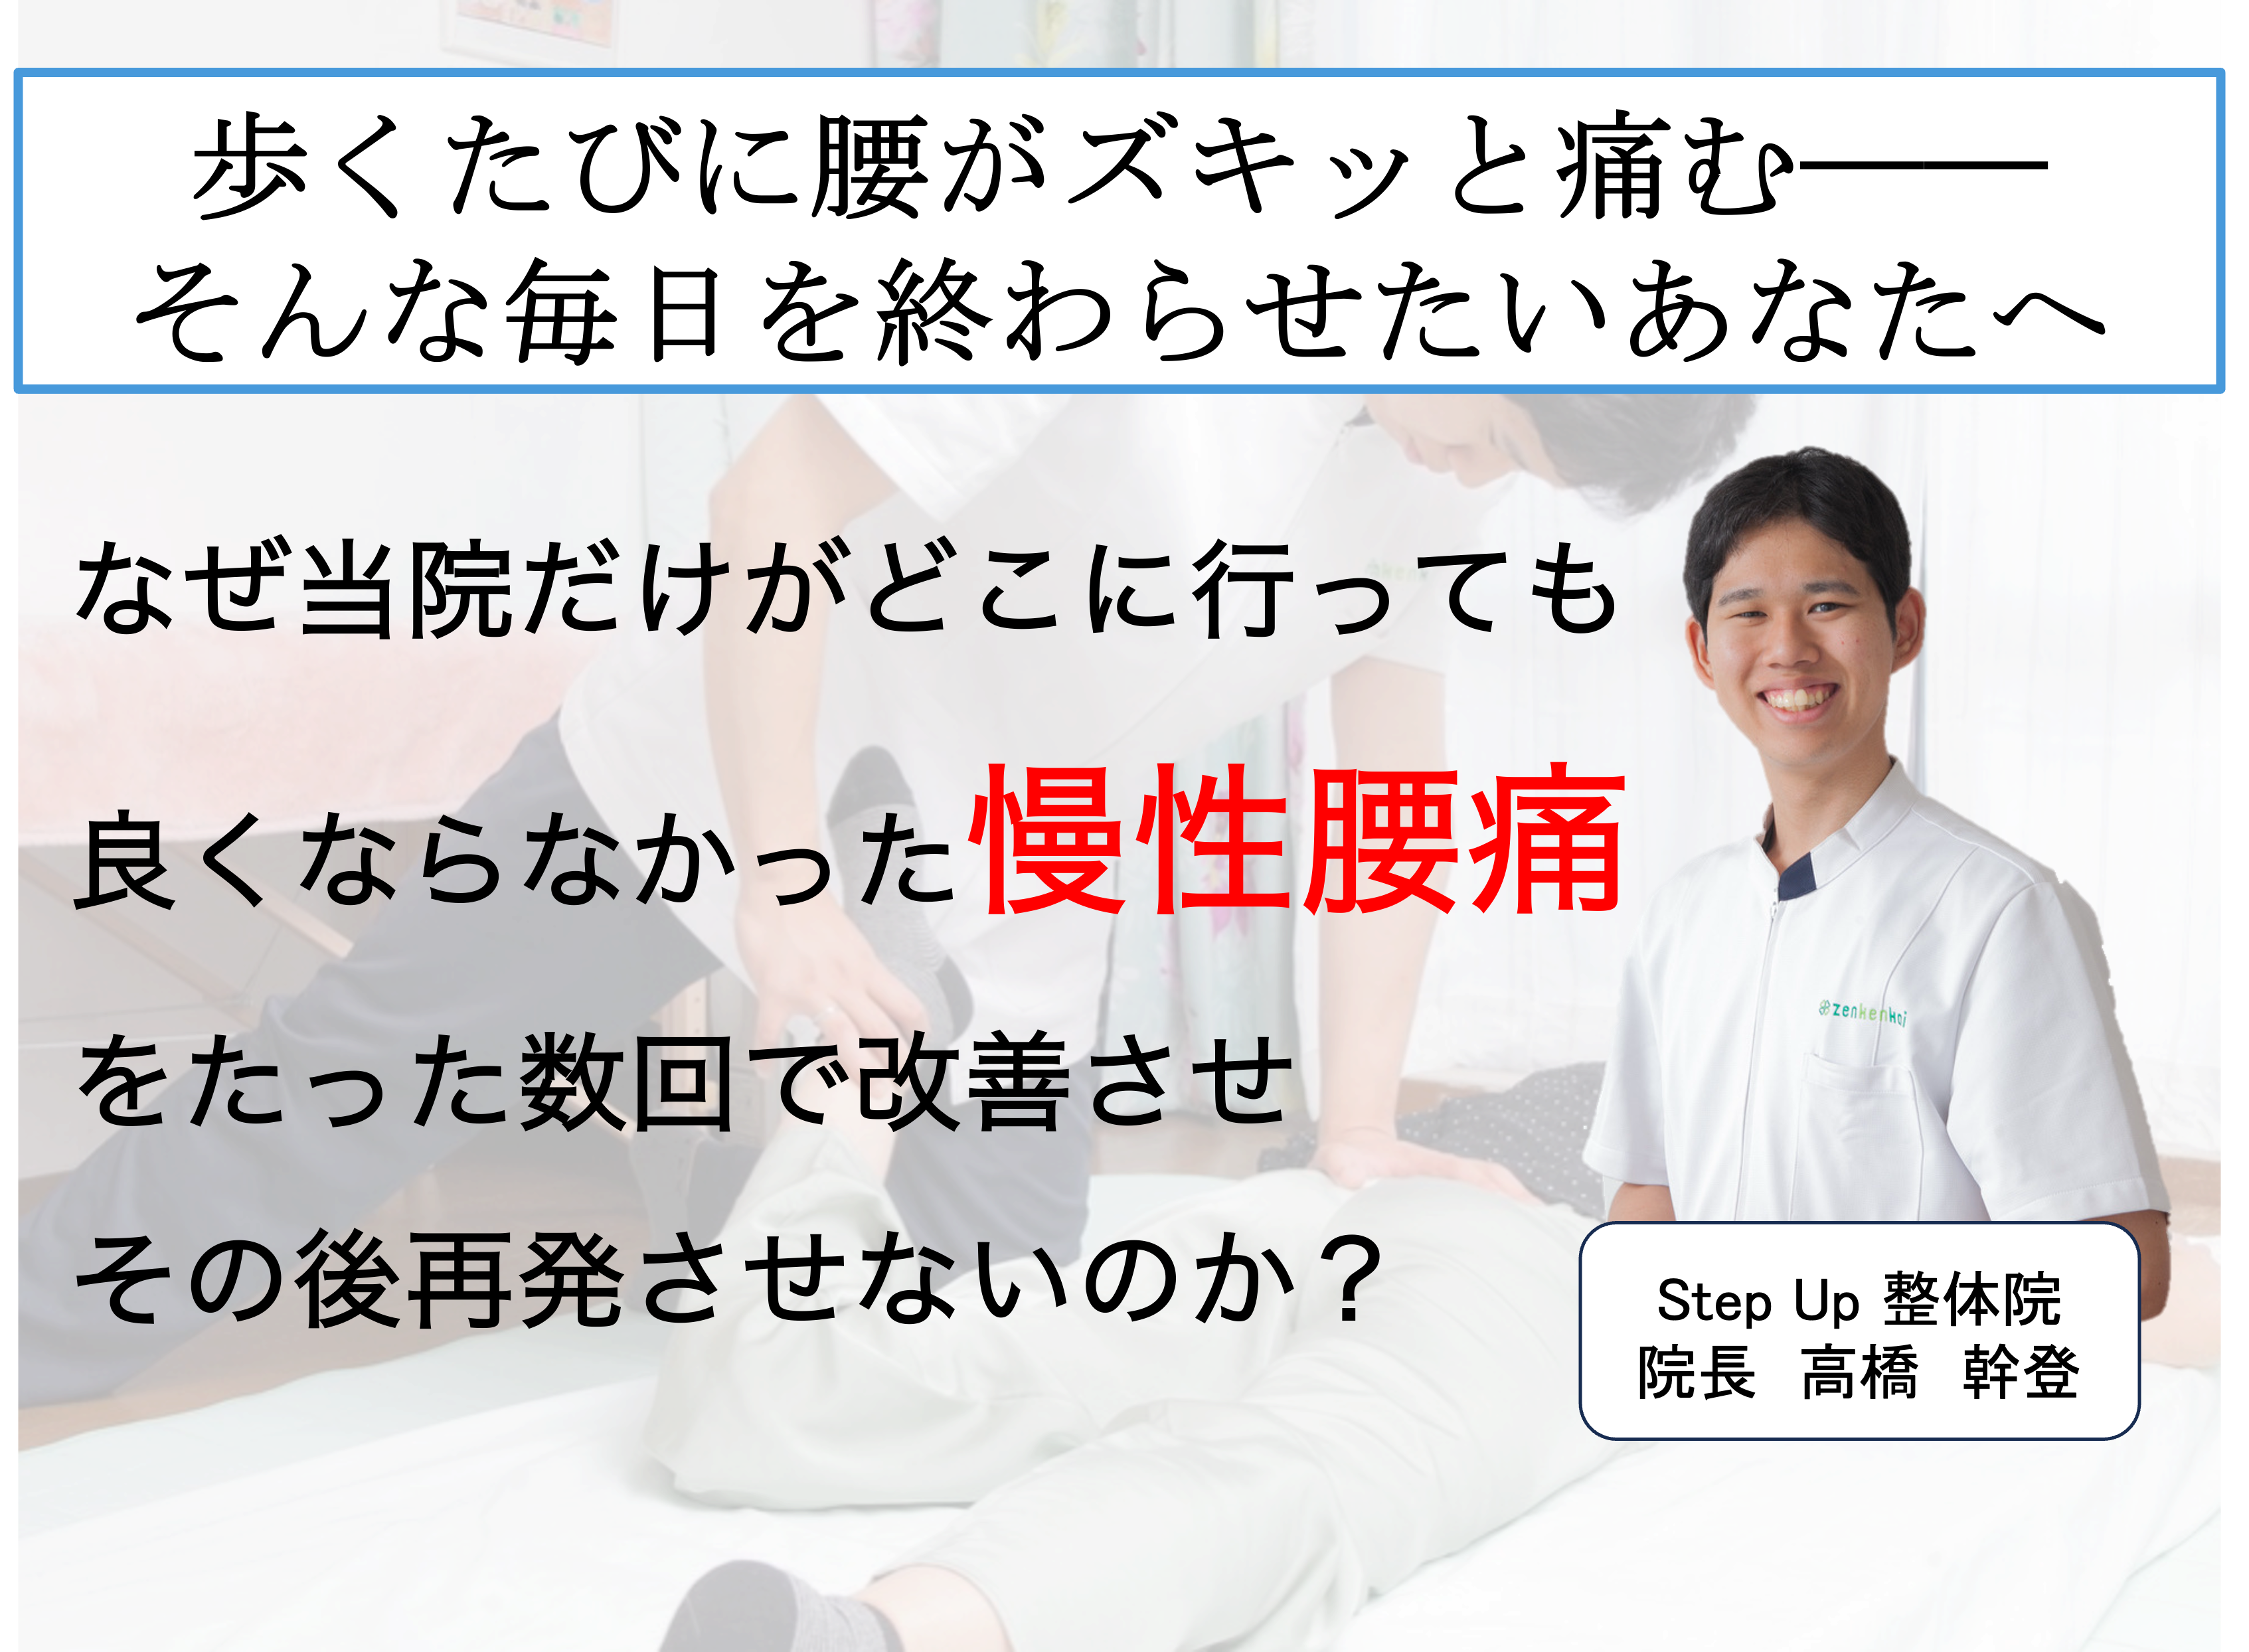 歩くたびに腰がズキッと痛む――
そんな毎日を終わらせたいあなたへ
なぜ当院だけがどこに行っても
良くならなかった慢性腰痛
をたった数回で改善させ
その後再発させないのか？
zenkenkai
Step Up 整体院
院長　高橋　幹登